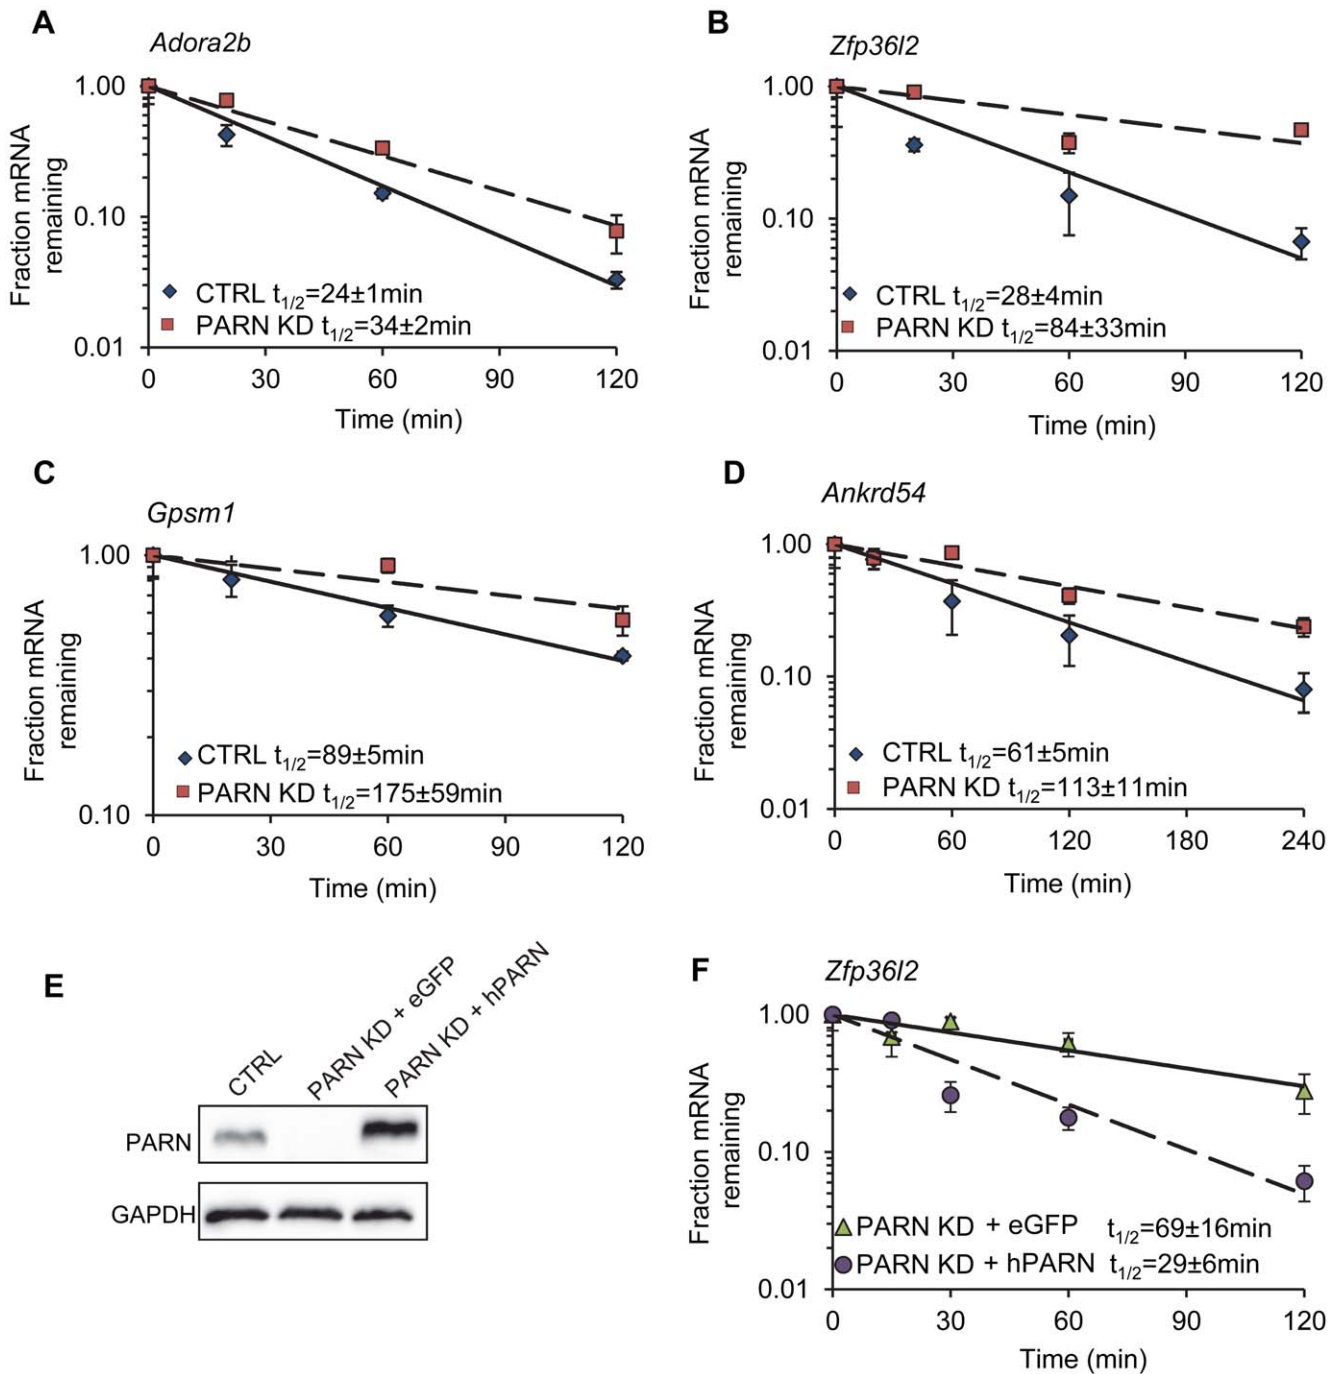 A
Adora2b
Fraction mRNA
remaining
1.00
0.10
0.01
CTRL t1/2=24±1min
PARN KD t1/2=34±2min
0 30 60 90 120
Time (min)
B
Zfp36l2
Fraction mRNA
remaining
1.00
0.10
0.01
CTRL t1/2=28±4min
PARN KD t1/2=84±33min
0 30 60 90 120
Time (min)
C
Gpsm1
Fraction mRNA
remaining
1.00
0.10
CTRL t1/2=89±5min
PARN KD t1/2=175±59min
0 30 60 90 120
Time (min)
D
Ankrd54
Fraction mRNA
remaining
1.00
0.10
0.01
CTRL t1/2=61±5min
PARN KD t1/2=113±11min
0 60 120 180 240
Time (min)
E
CTRL
PARN KD + eGFP
PARN KD + hPARN
PARN
GAPDH
F
Zfp36l2
Fraction mRNA
remaining
1.00
0.10
0.01
PARN KD + eGFP t1/2=69±16min
PARN KD + hPARN t1/2=29±6min
0 30 60 90 120
Time (min)